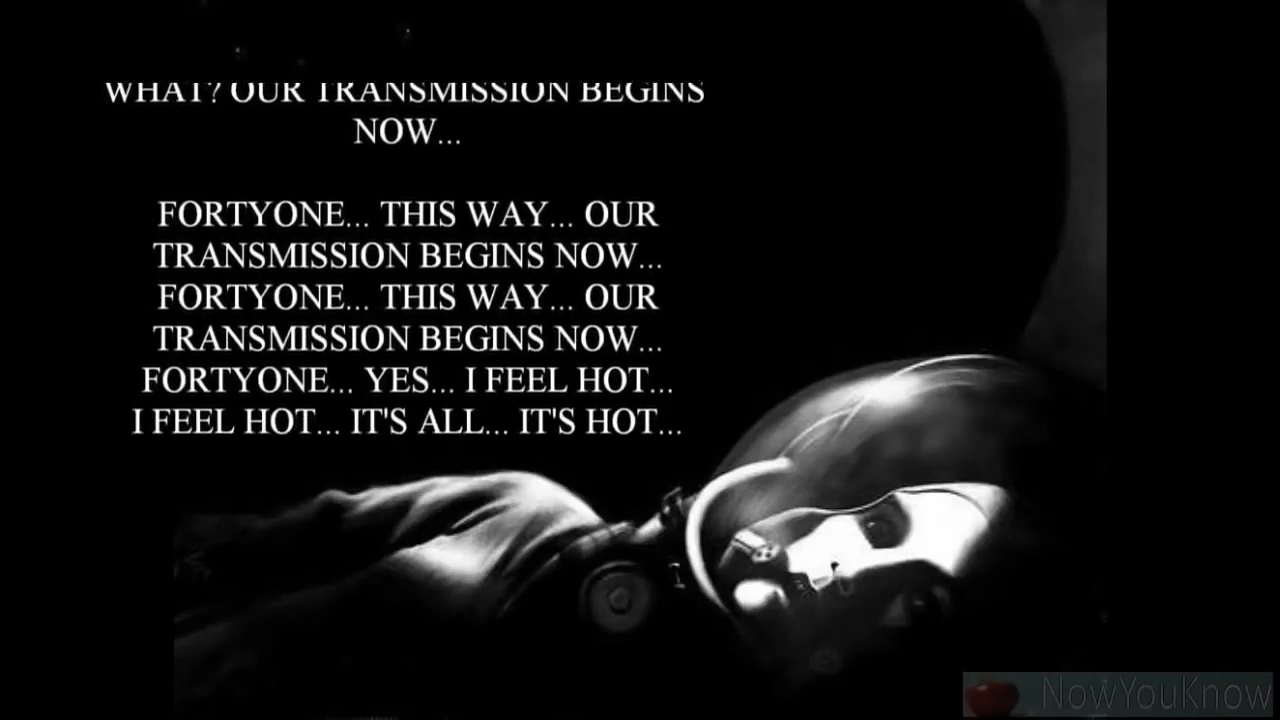 WHAT? OUR TRANSMISSION BEGINS
NOW...
FORTYONE... THIS WAY... OUR
TRANSMISSION BEGINS NOW...
FORTYONE... THIS WAY... OUR
TRANSMISSION BEGINS NOW...
FORTYONE... YES... I FEEL HOT...
I FEEL HOT... IT'S ALL... IT'S HOT...
NowYouKnow